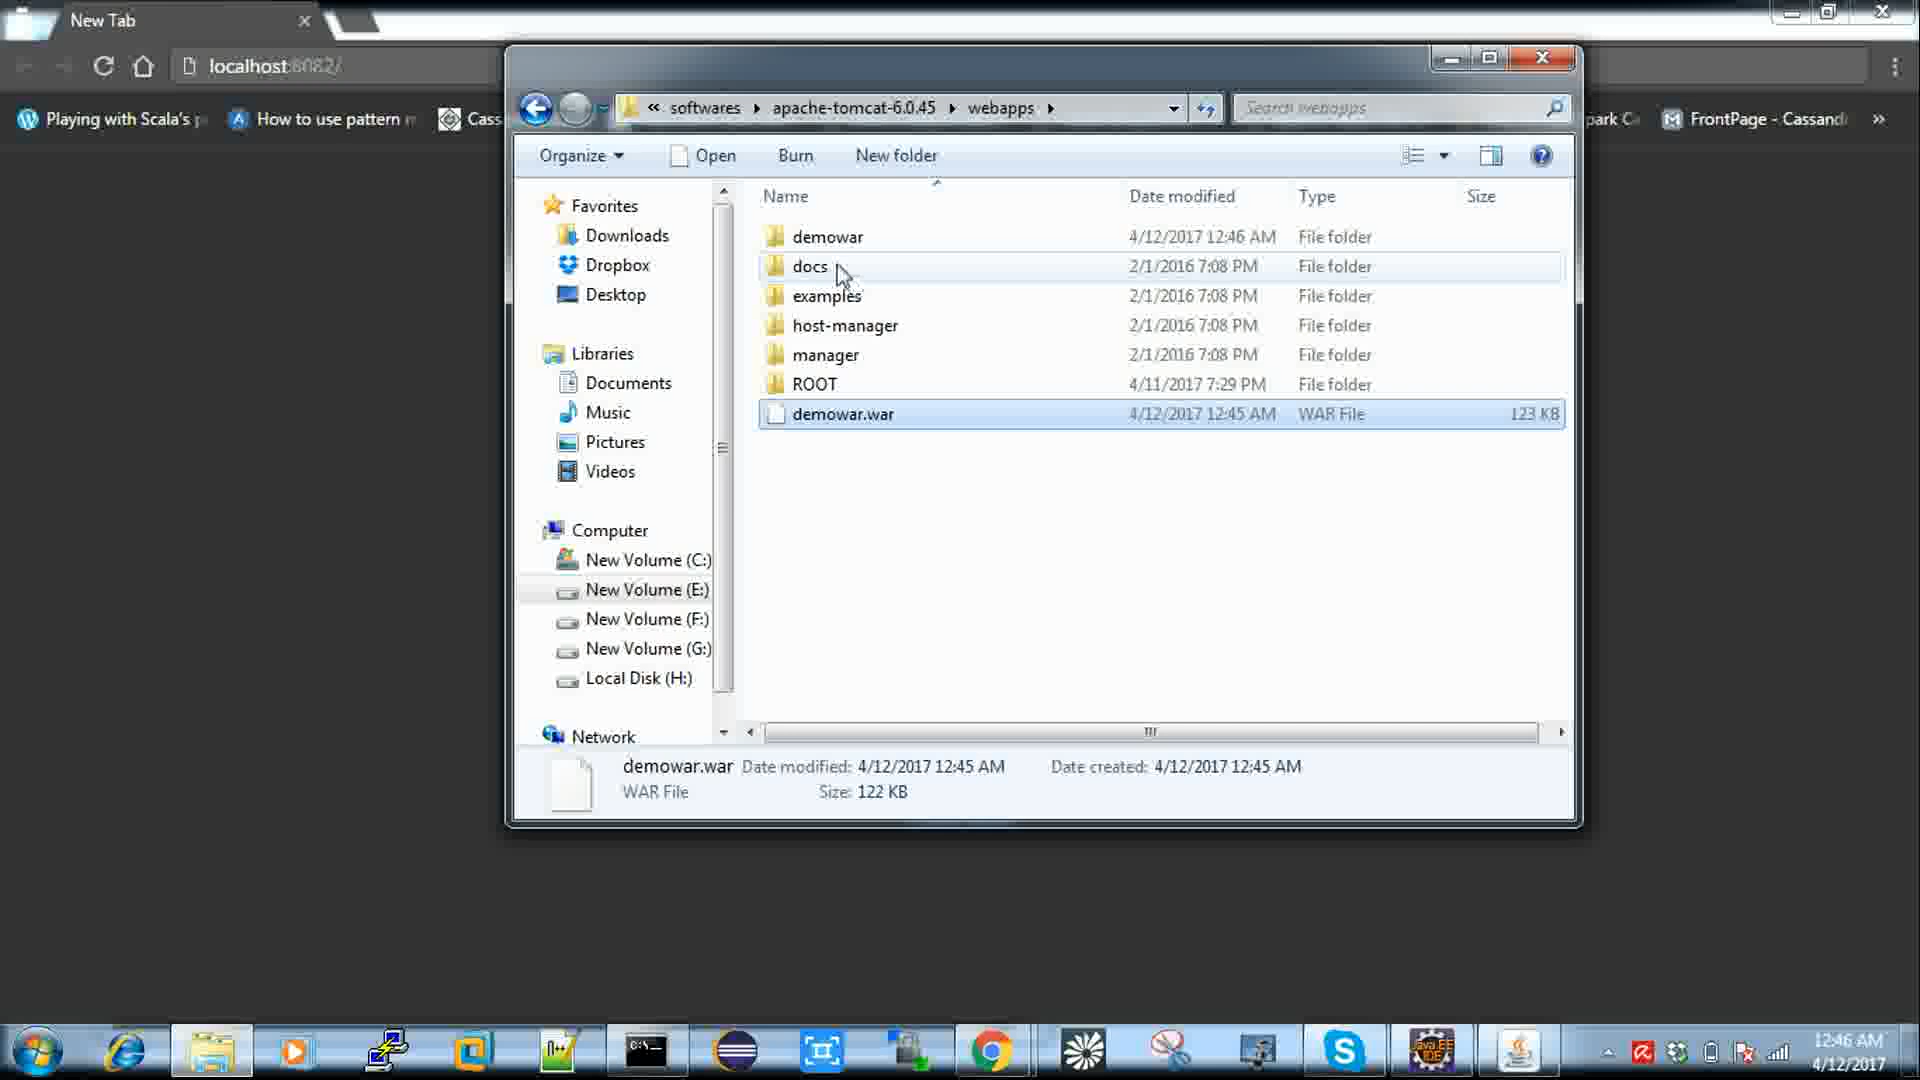 New Tab
localhost:8082/
Playing with Scala's p
How to use pattern m
Cass
park C
FrontPage - Cassand
»
« softwares apache-tomcat-6.0.45 webapps
Search webapps
Organize
Open
Burn
New folder
Name
Date modified
Type
Size
Favorites
Downloads
Dropbox
Desktop
Libraries
Documents
Music
Pictures
Videos
Computer
New Volume (C:)
New Volume (E:)
New Volume (F:)
New Volume (G:)
Local Disk (H:)
Network
demowar 4/12/2017 12:46 AM File folder
docs 2/1/2016 7:08 PM File folder
examples 2/1/2016 7:08 PM File folder
host-manager 2/1/2016 7:08 PM File folder
manager 2/1/2016 7:08 PM File folder
ROOT 4/11/2017 7:29 PM File folder
demowar.war 4/12/2017 12:45 AM WAR File 123 KB
demowar.war Date modified: 4/12/2017 12:45 AM Date created: 4/12/2017 12:45 AM
WAR File Size: 122 KB
C:\
N++
Java EE
IDE
12:46 AM
4/12/2017